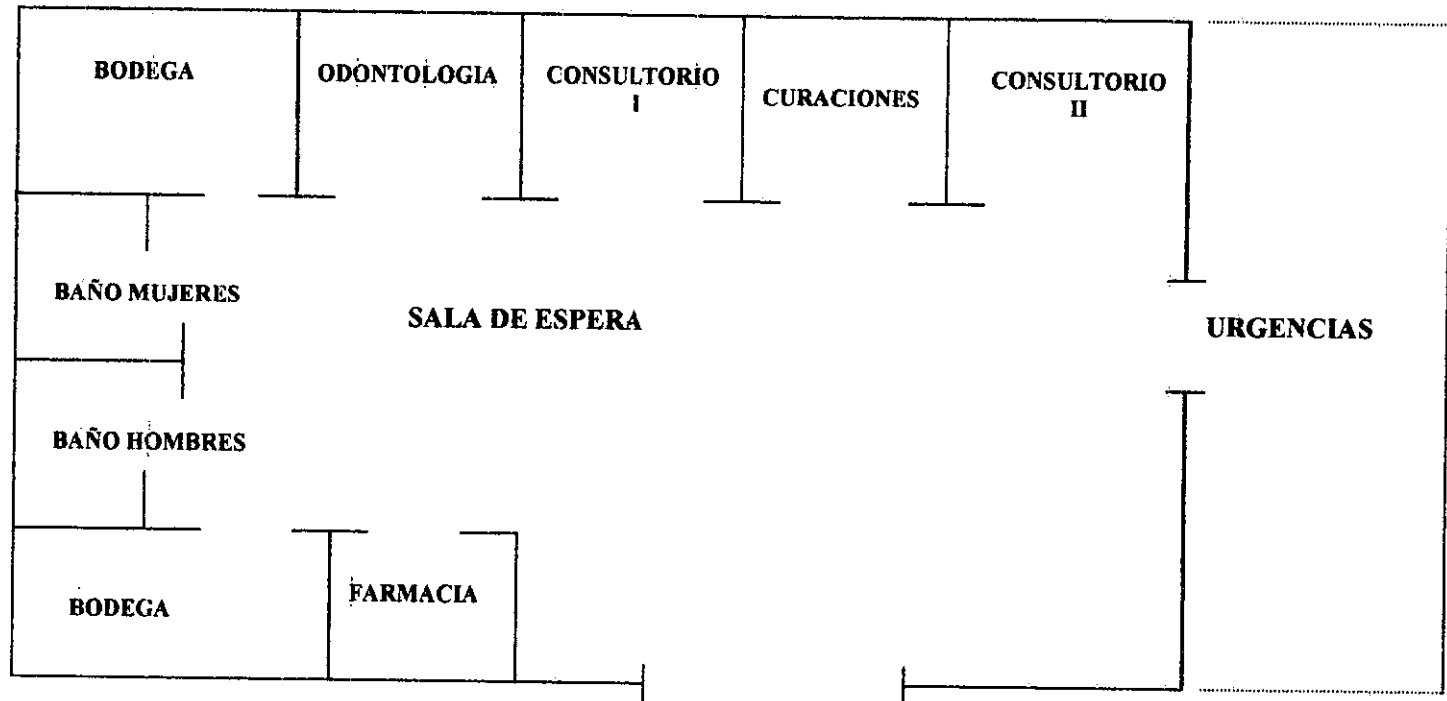 BODEGA
ODONTOLOGIA
CONSULTORIO
I
CURACIONES
CONSULTORIO
II
BAÑO MUJERES
SALA DE ESPERA
URGENCIAS
BAÑO HOMBRES
BODEGA
FARMACIA